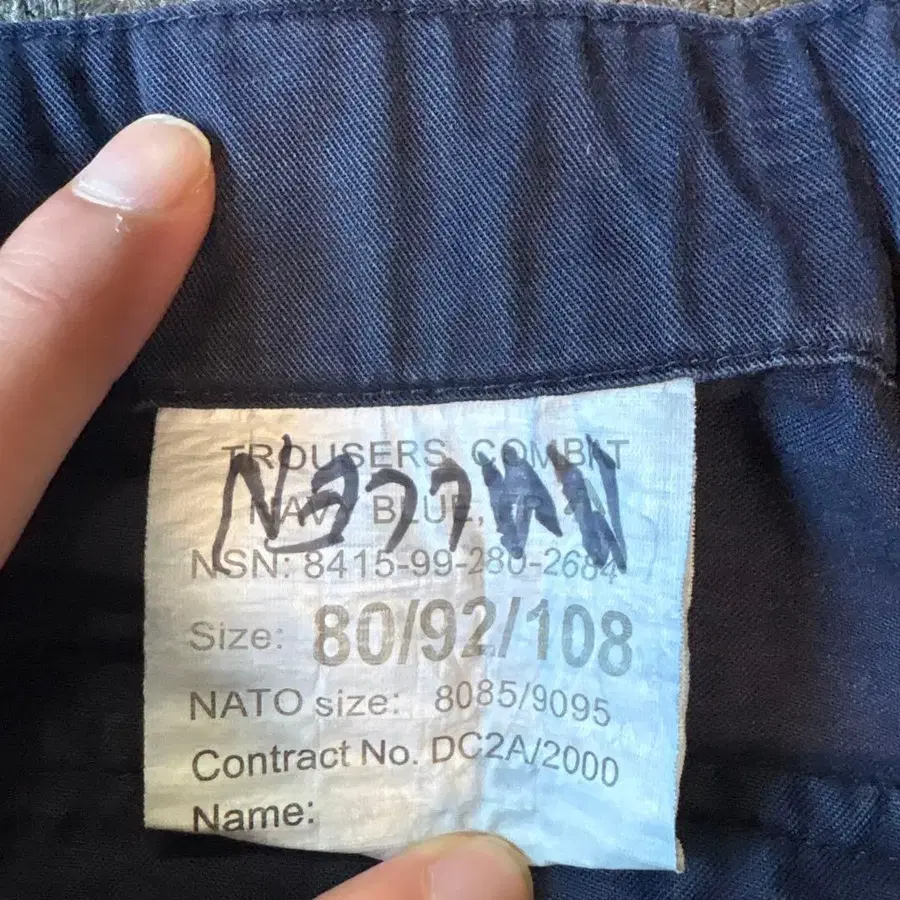 TROUSERS, COMBAT
NAVY BLUE,
NSN: 8415-99-280-2684
Size: 80/92/108
NATO size: 8085/9095
Contract No. DC2A/2000
Name: